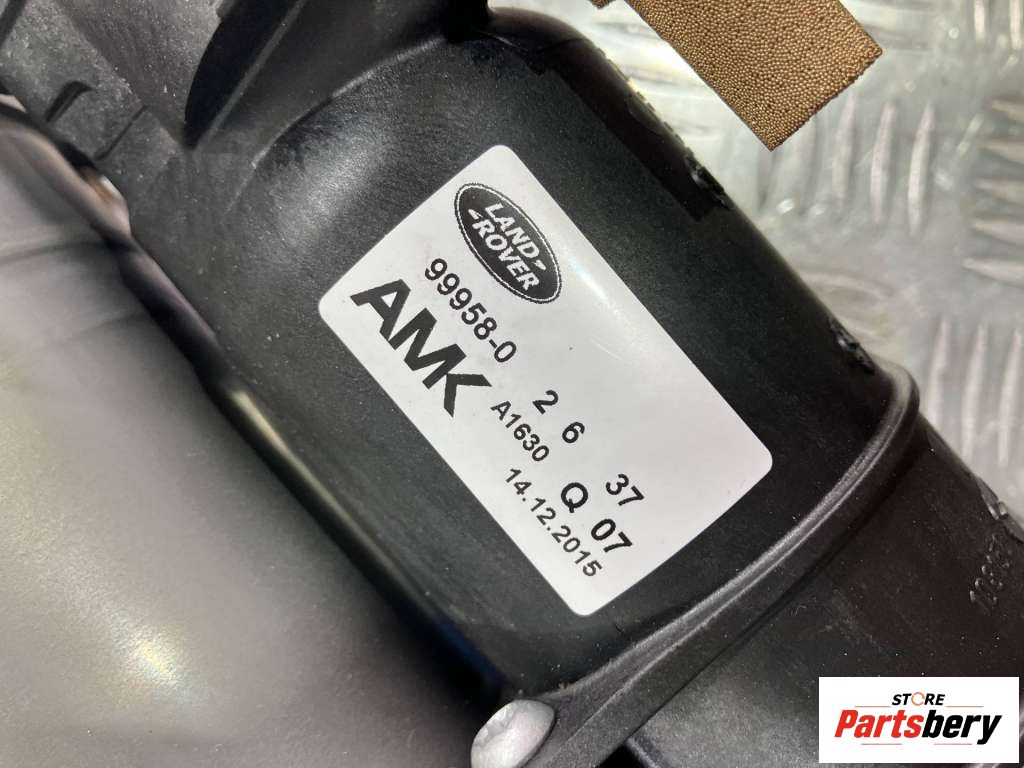 LAND-
-ROVER
99958-0
AMK
2 6 37
A1630 Q 07
14.12.2015
STORE
Partsbery